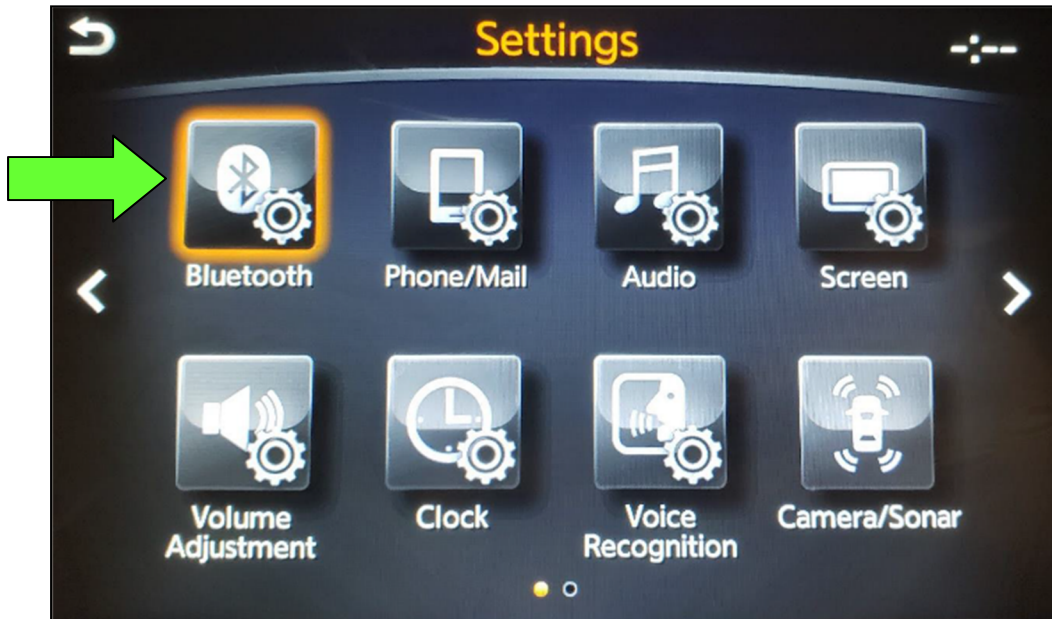 Settings
-:--
Bluetooth
Phone/Mail
Audio
Screen
Volume
Adjustment
Clock
Voice
Recognition
Camera/Sonar